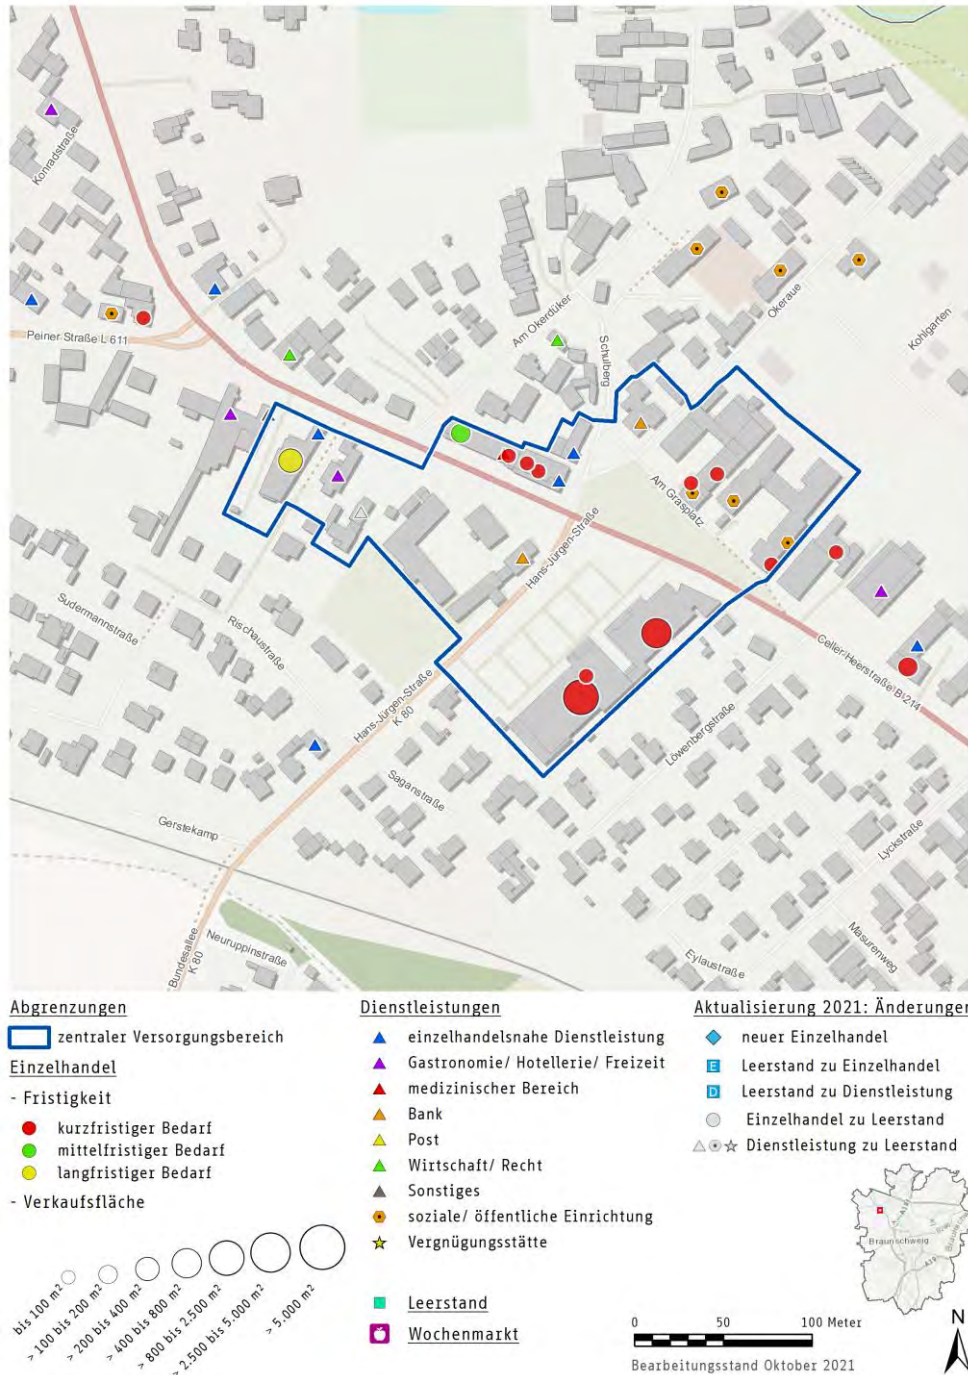 Konradstraße
Peiner Straße L 611
Am Okerdüker
Schulberg
Okeraue
Kohlgarten
Am Grasplatz
Hans-Jürgen-Straße
Sudermannstraße
Rischaustraße
Hans-Jürgen-Straße
K 80
Celler-Heerstraße B 214
Löwenbergstraße
Saganstraße
Gerstekamp
Lyckstraße
Masurenweg
Eylaustraße
Neuruppinstraße
Bundesallee
K 80
Abgrenzungen
zentraler Versorgungsbereich
Einzelhandel
- Fristigkeit
kurzfristiger Bedarf
mittelfristiger Bedarf
langfristiger Bedarf
- Verkaufsfläche
bis 100 m²
> 100 bis 200 m²
> 200 bis 400 m²
> 400 bis 800 m²
> 800 bis 2.500 m²
> 2.500 bis 5.000 m²
> 5.000 m²
Dienstleistungen
einzelhandelsnahe Dienstleistung
Gastronomie/ Hotellerie/ Freizeit
medizinischer Bereich
Bank
Post
Wirtschaft/ Recht
Sonstiges
soziale/ öffentliche Einrichtung
Vergnügungsstätte
Leerstand
Wochenmarkt
Aktualisierung 2021: Änderungen
neuer Einzelhandel
E Leerstand zu Einzelhandel
D Leerstand zu Dienstleistung
Einzelhandel zu Leerstand
Dienstleistung zu Leerstand
Braunschweig
0 50 100 Meter
Bearbeitungsstand Oktober 2021
N